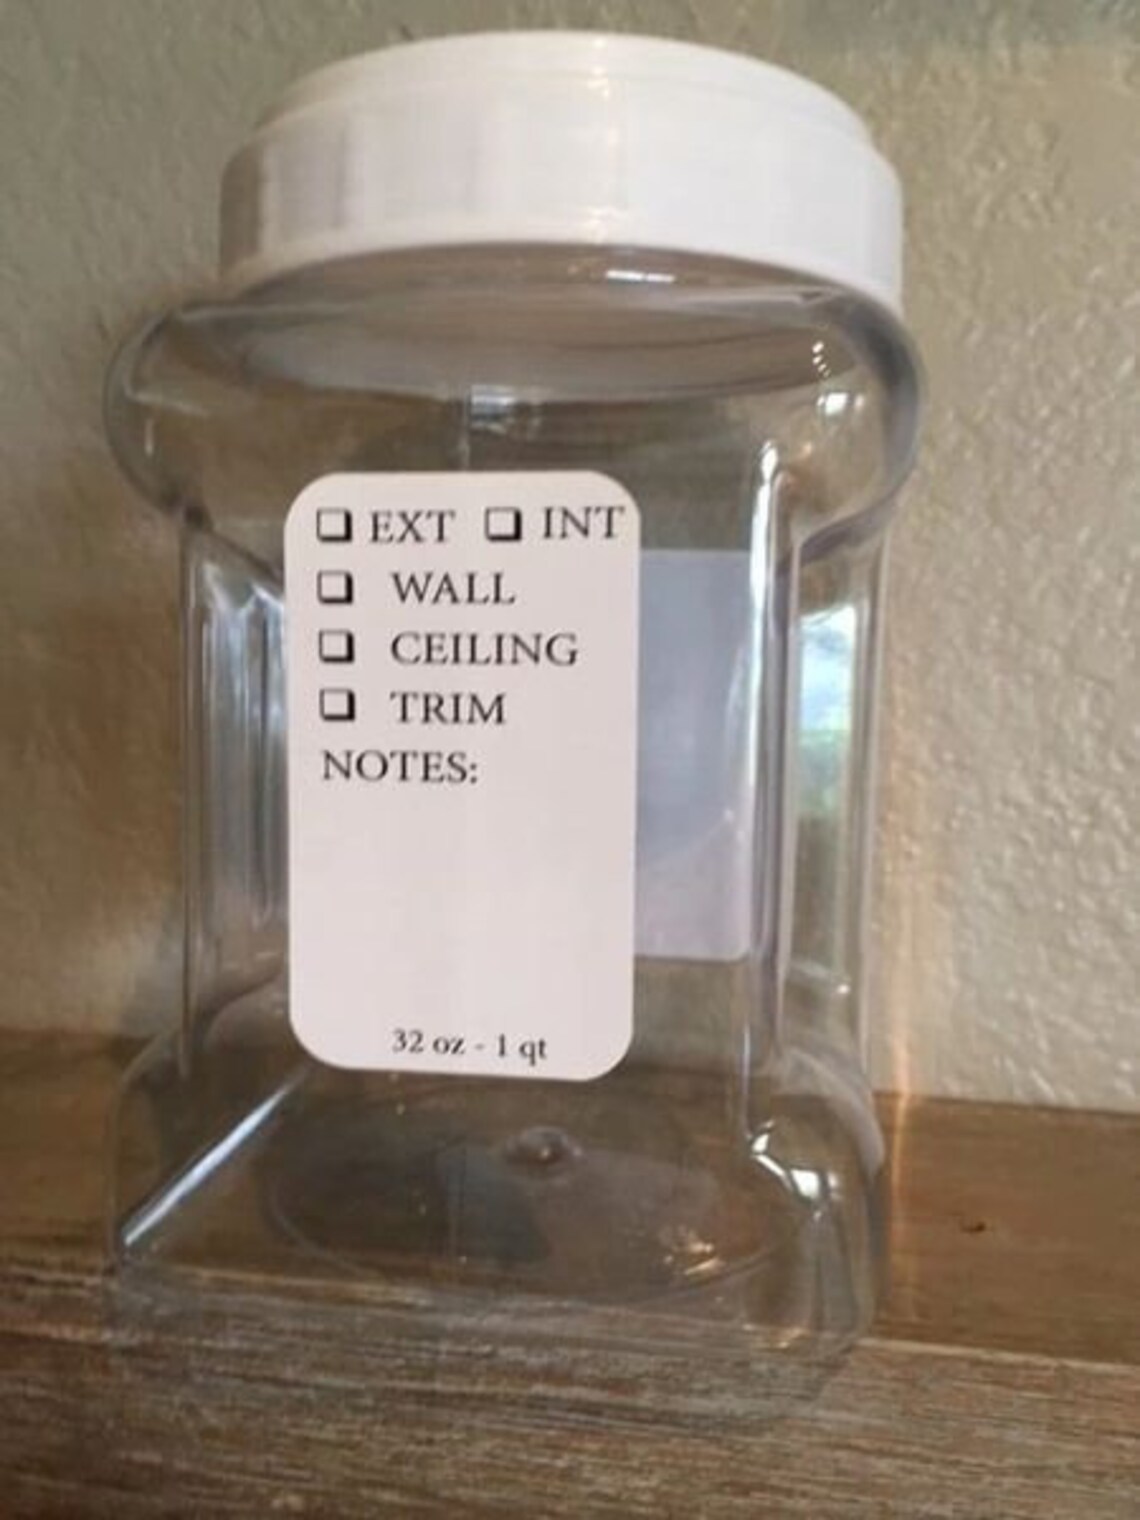 ❑ EXT ❑ INT
❑ WALL
❑ CEILING
❑ TRIM
NOTES:
32 oz - 1 qt